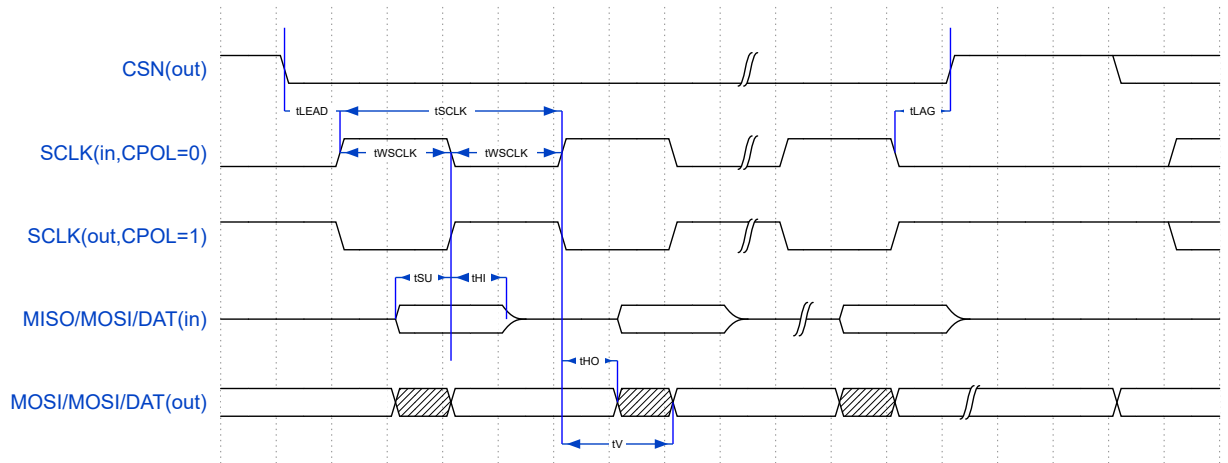 CSN(out)
tLEAD
tSCLK
tLAG
SCLK(in,CPOL=0)
tWSCLK
tWSCLK
SCLK(out,CPOL=1)
tSU
tHI
MISO/MOSI/DAT(in)
tHO
MOSI/MOSI/DAT(out)
tV